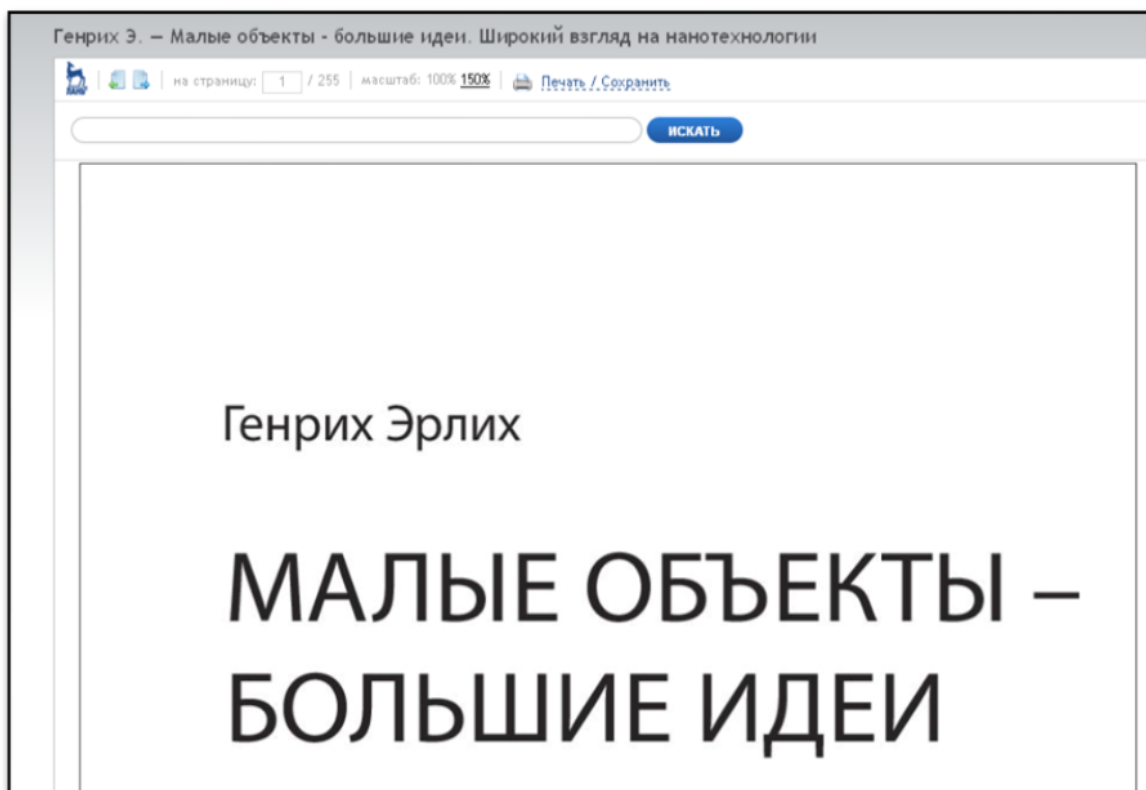 Генрих Э. — Малые объекты - большие идеи. Широкий взгляд на нанотехнологии
на страницу: 1 / 255 масштаб: 100% 150% Печать / Сохранить
ИСКАТЬ
Генрих Эрлих
МАЛЫЕ ОБЪЕКТЫ –
БОЛЬШИЕ ИДЕИ